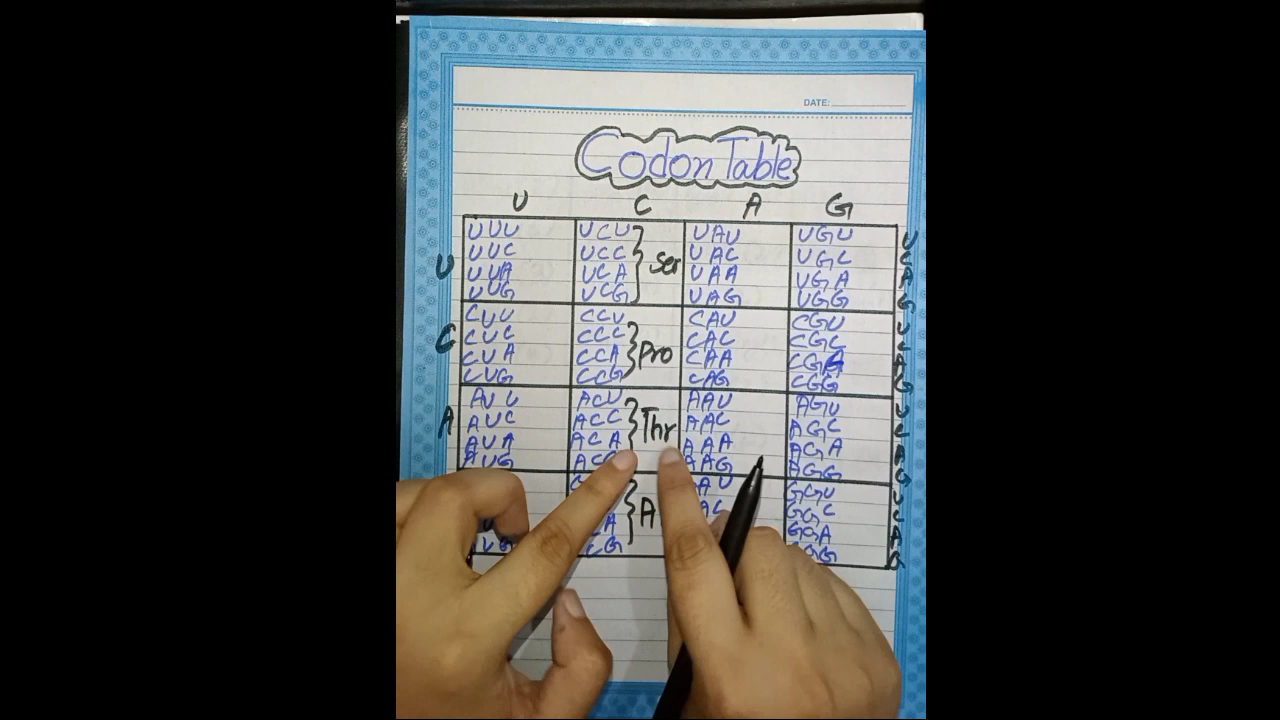 DATE:
Codon Table
U C A G
UUU UCU UAU UGU U
UUC UCC UAC UGC C
U UUA UCA Ser UAA UGA A
UUG UCG UAG UGG G
CUU CCU CAU CGU U
C CUC CCC CAC CGC C
CUA CCA Pro CAA CGA A
CUG CCG CAG CGG G
AUU ACU AAU AGU U
A AUC ACC Thr AAC AGC C
AUA ACA AAA AGA A
AUG AAG AGG G
GGU U
A GGC C
GGA A
G